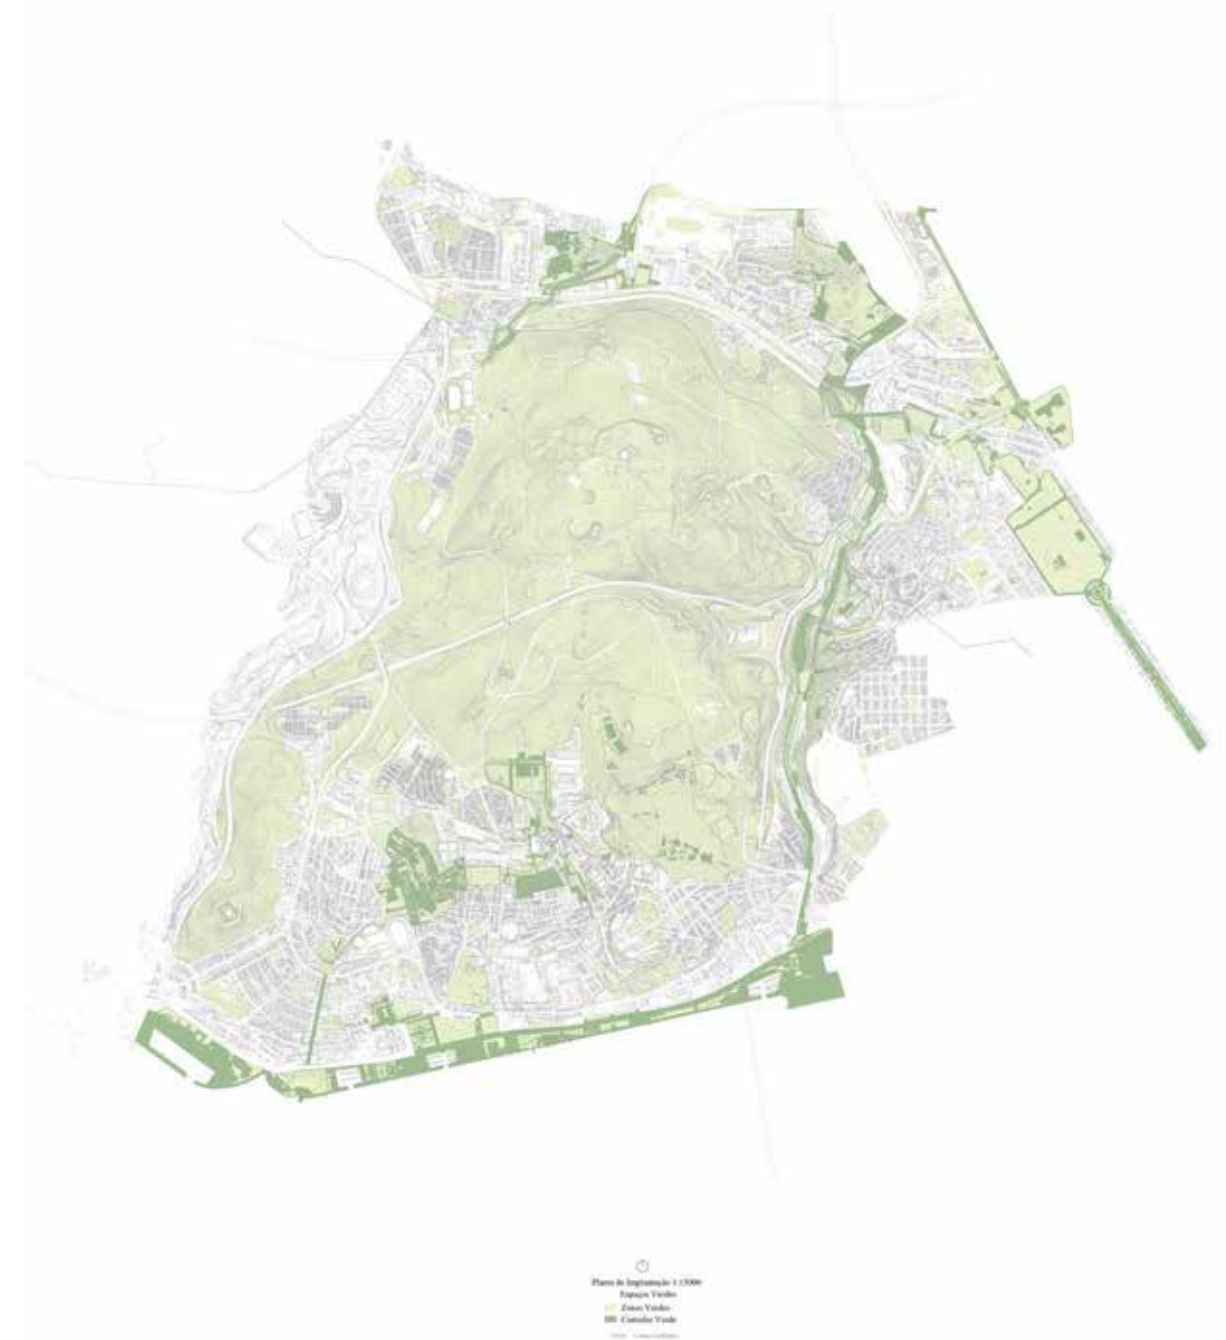 Planta de Implantação 1:15000
Espaços Verdes
Zonas Verdes
Corredor Verde